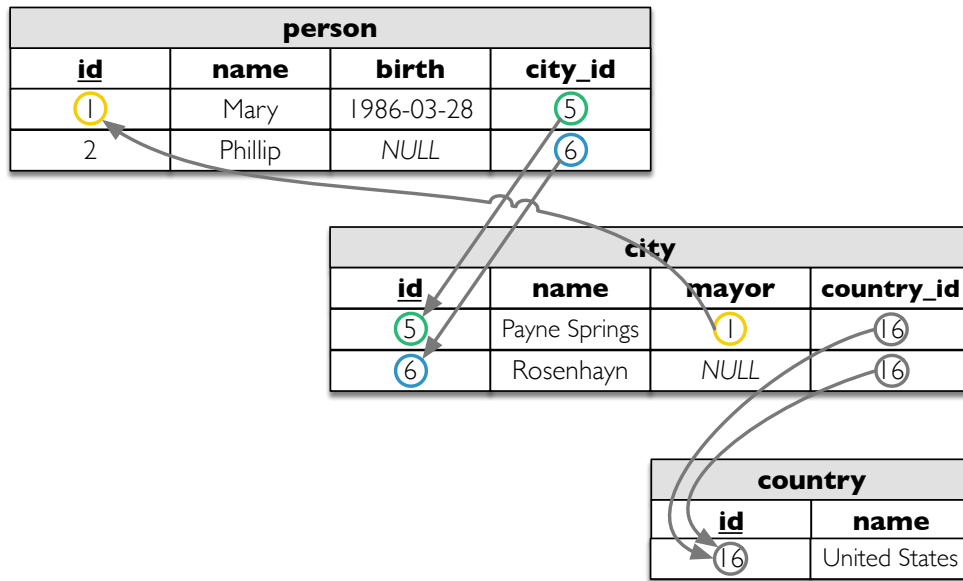 person
id name birth city_id
1 Mary 1986-03-28 5
2 Phillip NULL 6
city
id name mayor country_id
5 Payne Springs 1 16
6 Rosenhayn NULL 16
country
id name
16 United States